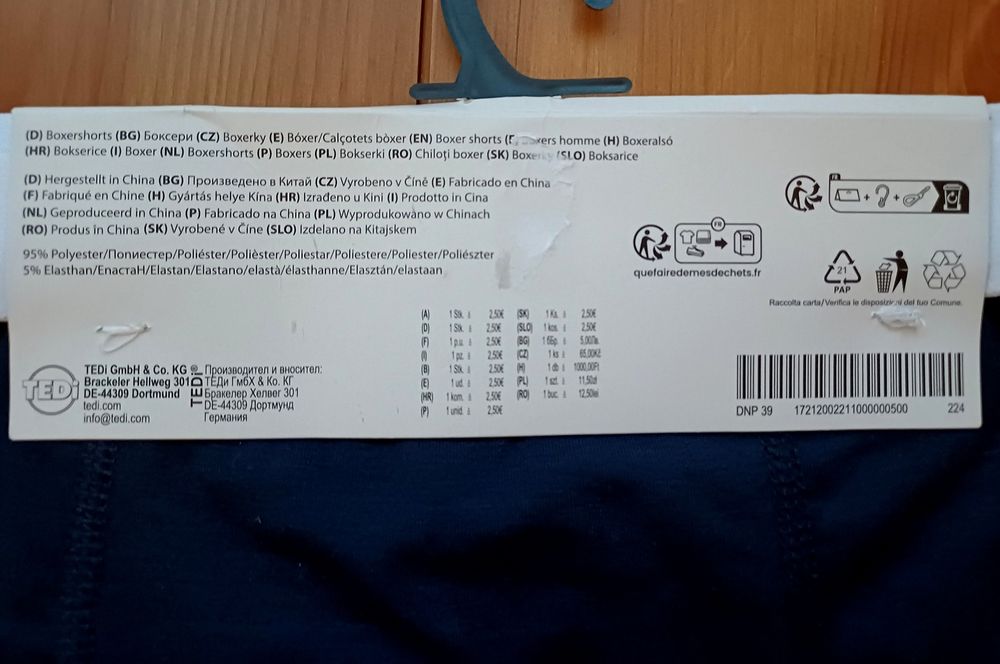 (D) Boxershorts (BG) Боксери (CZ) Boxerky (E) Bóxer/Calçotets bòxer (EN) Boxer shorts homme (H) Boxeralsó
(HR) Bokserice (I) Boxer (NL) Boxershorts (P) Boxers (PL) Bokserki (RO) Chiloți boxer (SK) (SLO) Boksarice
(D) Hergestellt in China (BG) Произведено в Китай (CZ) Vyrobeno v Číně (E) Fabricado en China
(F) Fabriqué en Chine (H) Gyártás helye Kína (HR) Izrađeno u Kini (I) Prodotto in Cina
(NL) Geproduceerd in China (P) Fabricado na China (PL) Wyprodukowano w Chinach
(RO) Produs in China (SK) Vyrobené v Číne (SLO) Izdelano na Kitajskem
95% Polyester/Полиестер/Poliéster/Polièster/Poliestar/Poliestere/Poliester/Poliészter
5% Elasthan/ЕластаН/Elastan/Elastano/elastà/élasthanne/Elasztán/elastaan
FR
FR
quefairedemesdechets.fr
21
PAP
Raccolta carta/Verifica le disposizioni del tuo Comune.
(A) 1 Stk. á 2,50€ (SK) 1 Ks. á 2,50€
(D) 1 Stk. á 2,50€ (SLO) 1 kos. á 2,50€
(F) 1 p.u. á 2,50€ (BG) 1 бр. á 5,00Лв.
(I) 1 pz. á 2,50€ (CZ) 1 ks á 65,00Kč
(B) 1 Stk. á 2,50€ (H) 1 db á 1000,00Ft
(E) 1 ud. á 2,50€ (PL) 1 szt. á 11,50zł
(HR) 1 kom. á 2,50€ (RO) 1 buc. á 12,50lei
(P) 1 unid á 2,50€
TEDi
TEDi GmbH & Co. KG
Brackeler Hellweg 301
DE-44309 Dortmund
tedi.com
info@tedi.com
TEDi®
Производител и вносител:
ТЕДи ГмбХ & Ко. КГ
Бракелер Хелвег 301
DE-44309 Дортмунд
Германия
DNP 39 17212002211000000500 224